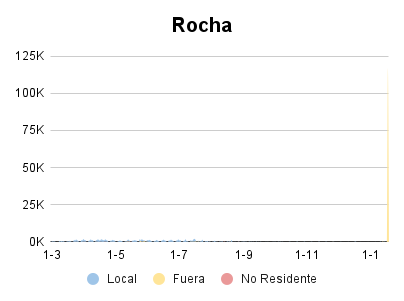 Rocha
125K
100K
75K
50K
25K
0K
1-3 1-5 1-7 1-9 1-11 1-1
Local Fuera No Residente